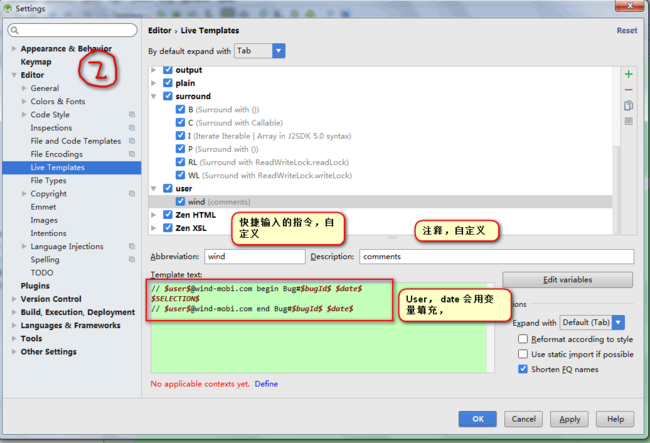 Settings
Editor › Live Templates
Reset
By default expand with Tab
Appearance & Behavior
Keymap
2
Editor
General
Colors & Fonts
Code Style
Inspections
File and Code Templates
File Encodings
Live Templates
File Types
Copyright
Emmet
Images
Intentions
Language Injections
Spelling
TODO
Plugins
Version Control
Build, Execution, Deployment
Languages & Frameworks
Tools
Other Settings
output
plain
surround
B (Surround with {})
C (Surround with Callable)
I (Iterate Iterable | Array in J2SDK 5.0 syntax)
P (Surround with ())
RL (Surround with ReadWriteLock.readLock)
WL (Surround with ReadWriteLock.writeLock)
user
wind (comments)
Zen HTML
Zen XSL
快捷输入的指令，自
定义
注释，自定义
Abbreviation: wind
Description: comments
Template text:
// $user$@wind-mobi.com begin Bug#$bugId$ $date$
$SELECTION$
// $user$@wind-mobi.com end Bug#$bugId$ $date$
User， date 会用变
量填充，
Edit variables
ions
Expand with Default (Tab)
Reformat according to style
Use static import if possible
Shorten FQ names
No applicable contexts yet. Define
OK
Cancel
Apply
Help